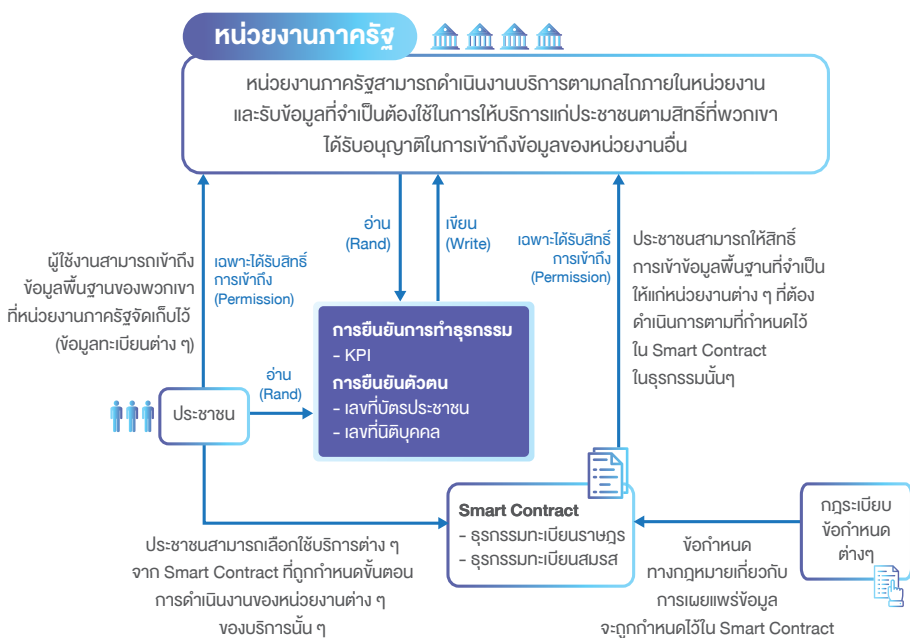 หน่วยงานภาครัฐ
หน่วยงานภาครัฐสามารถดำเนินงานบริการตามกลไกภายในหน่วยงาน
และรับข้อมูลที่จำเป็นต้องใช้ในการให้บริการแก่ประชาชนตามสิทธิ์ที่พวกเขา
ได้รับอนุญาติในการเข้าถึงข้อมูลของหน่วยงานอื่น
ผู้ใช้งานสามารถเข้าถึง
ข้อมูลพื้นฐานของพวกเขา
ที่หน่วยงานภาครัฐจัดเก็บไว้
(ข้อมูลทะเบียนต่าง ๆ)
เฉพาะได้รับสิทธิ์
การเข้าถึง
(Permission)
อ่าน
(Rand)
เขียน
(Write)
เฉพาะได้รับสิทธิ์
การเข้าถึง
(Permission)
ประชาชนสามารถให้สิทธิ์
การเข้าข้อมูลพื้นฐานที่จำเป็น
ให้แก่หน่วยงานต่าง ๆ ที่ต้อง
ดำเนินการตามที่กำหนดไว้
ใน Smart Contract
ในธุรกรรมนั้นๆ
การยืนยันการทำธุรกรรม
- KPI
การยืนยันตัวตน
- เลขที่บัตรประชาชน
- เลขที่นิติบุคคล
อ่าน
(Rand)
ประชาชน
Smart Contract
- ธุรกรรมทะเบียนราษฎร
- ธุรกรรมทะเบียนสมรส
กฎระเบียบ
ข้อกำหนด
ต่างๆ
ประชาชนสามารถเลือกใช้บริการต่าง ๆ
จาก Smart Contract ที่ถูกกำหนดขั้นตอน
การดำเนินงานของหน่วยงานต่าง ๆ
ของบริการนั้น ๆ
ข้อกำหนด
ทางกฎหมายเกี่ยวกับ
การเผยแพร่ข้อมูล
จะถูกกำหนดไว้ใน Smart Contract